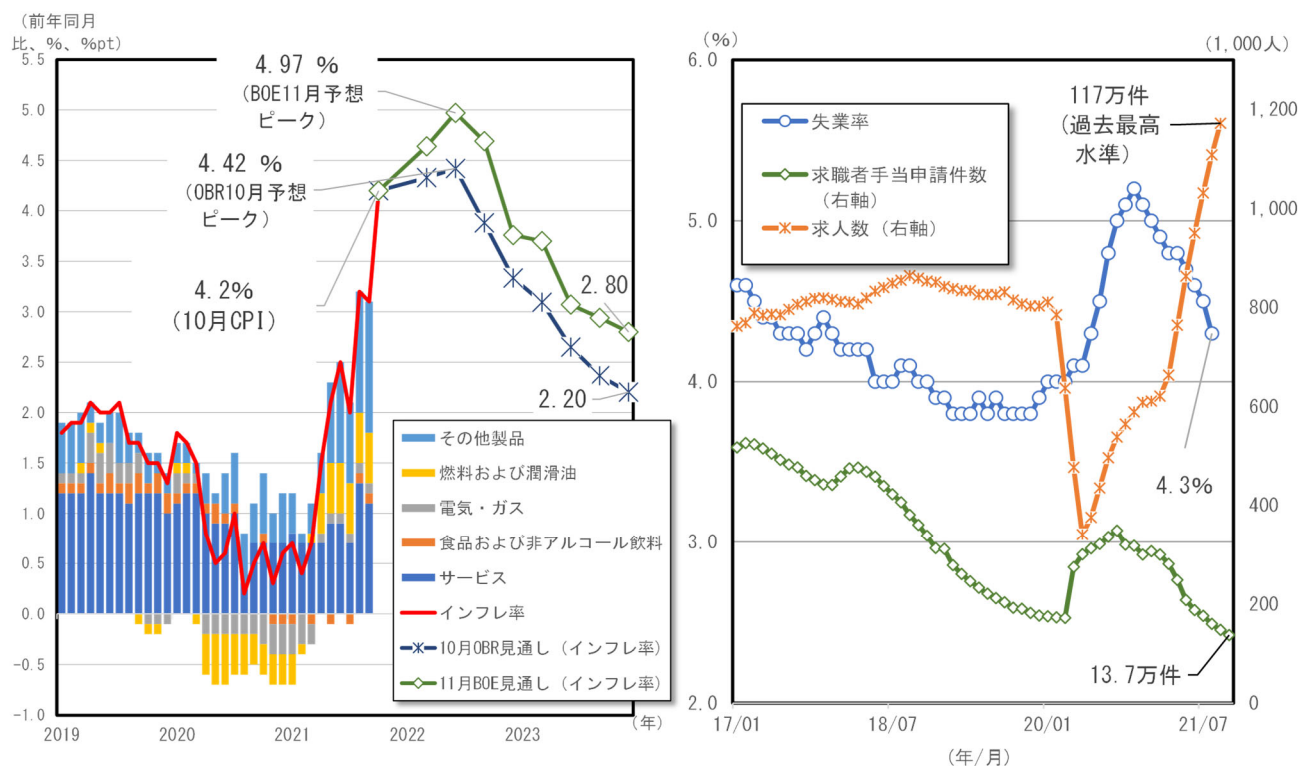 （前年同月
比、%、%pt）
5.5
5.0
4.5
4.0
3.5
3.0
2.5
2.0
1.5
1.0
0.5
0.0
-0.5
-1.0
2019
2020
2021
2022
2023
（年）
4.97 %
（BOE11月予想
ピーク）
4.42 %
（OBR10月予想
ピーク）
4.2%
（10月CPI）
2.80
2.20
その他製品
燃料および潤滑油
電気・ガス
食品および非アルコール飲料
サービス
インフレ率
10月OBR見通し（インフレ率）
11月BOE見通し（インフレ率）
（%）
6.0
5.0
4.0
3.0
2.0
（1,000人）
1,200
1,000
800
600
400
200
0
17/01
18/07
20/01
21/07
（年/月）
失業率
求職者手当申請件数
（右軸）
求人数（右軸）
117万件
（過去最高
水準）
4.3%
13.7万件